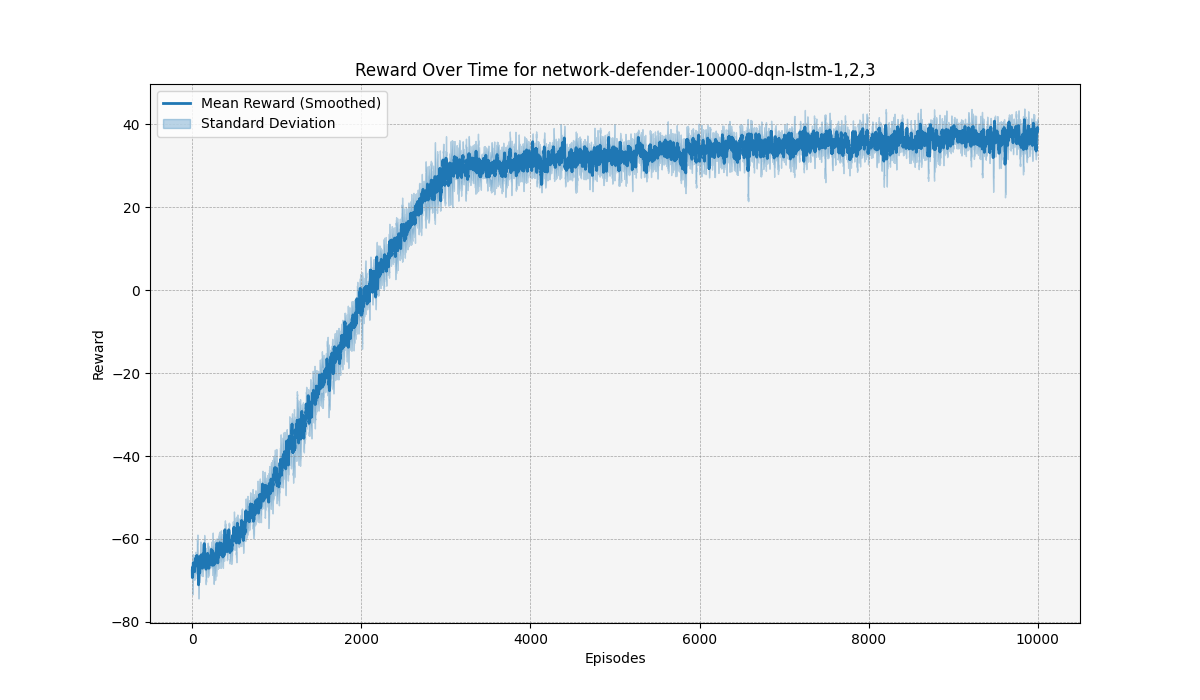 Reward Over Time for network-defender-10000-dqn-lstm-1,2,3
Mean Reward (Smoothed)
Standard Deviation
40
20
0
−20
−40
−60
−80
Reward
0 2000 4000 6000 8000 10000
Episodes